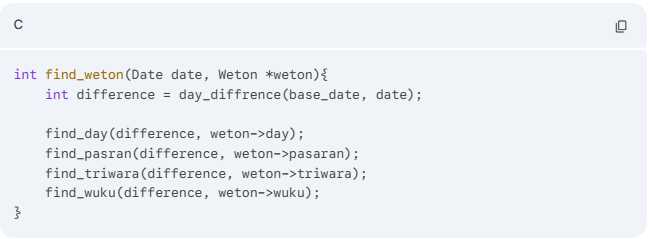 C
int find_weton(Date date, Weton *weton){
    int difference = day_diffrence(base_date, date);

    find_day(difference, weton->day);
    find_pasran(difference, weton->pasaran);
    find_triwara(difference, weton->triwara);
    find_wuku(difference, weton->wuku);
}